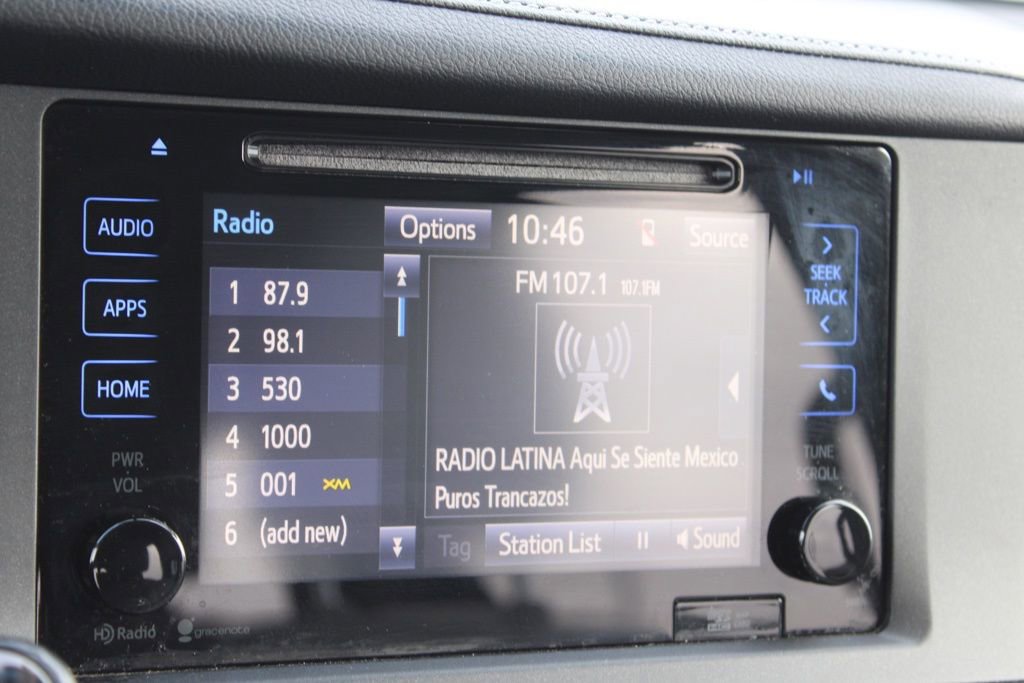 AUDIO
APPS
HOME
PWR
VOL
HD Radio
gracenote
Radio
Options
10:46
Source
1 87.9
2 98.1
3 530
4 1000
5 001 XM
6 (add new)
FM 107.1 107.1FM
RADIO LATINA Aqui Se Siente Mexico
Puros Trancazos!
Tag
Station List
Sound
SEEK
TRACK
TUNE
SCROLL